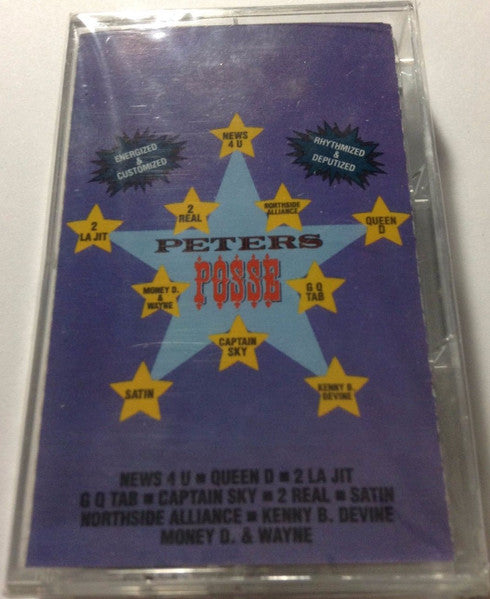 NEWS
4 U
ENERGIZED
&
CUSTOMIZED
RHYTHMIZED
&
DEPUTIZED
2
REAL
NORTHSIDE
ALLIANCE
2
LA JIT
QUEEN
D
PETERS
POSSE
MONEY D.
&
WAYNE
G Q
TAB
CAPTAIN
SKY
SATIN
KENNY B.
DEVINE
NEWS 4 U ■ QUEEN D ■ 2 LA JIT
G Q TAB ■ CAPTAIN SKY ■ 2 REAL ■ SATIN
NORTHSIDE ALLIANCE ■ KENNY B. DEVINE
MONEY D. & WAYNE